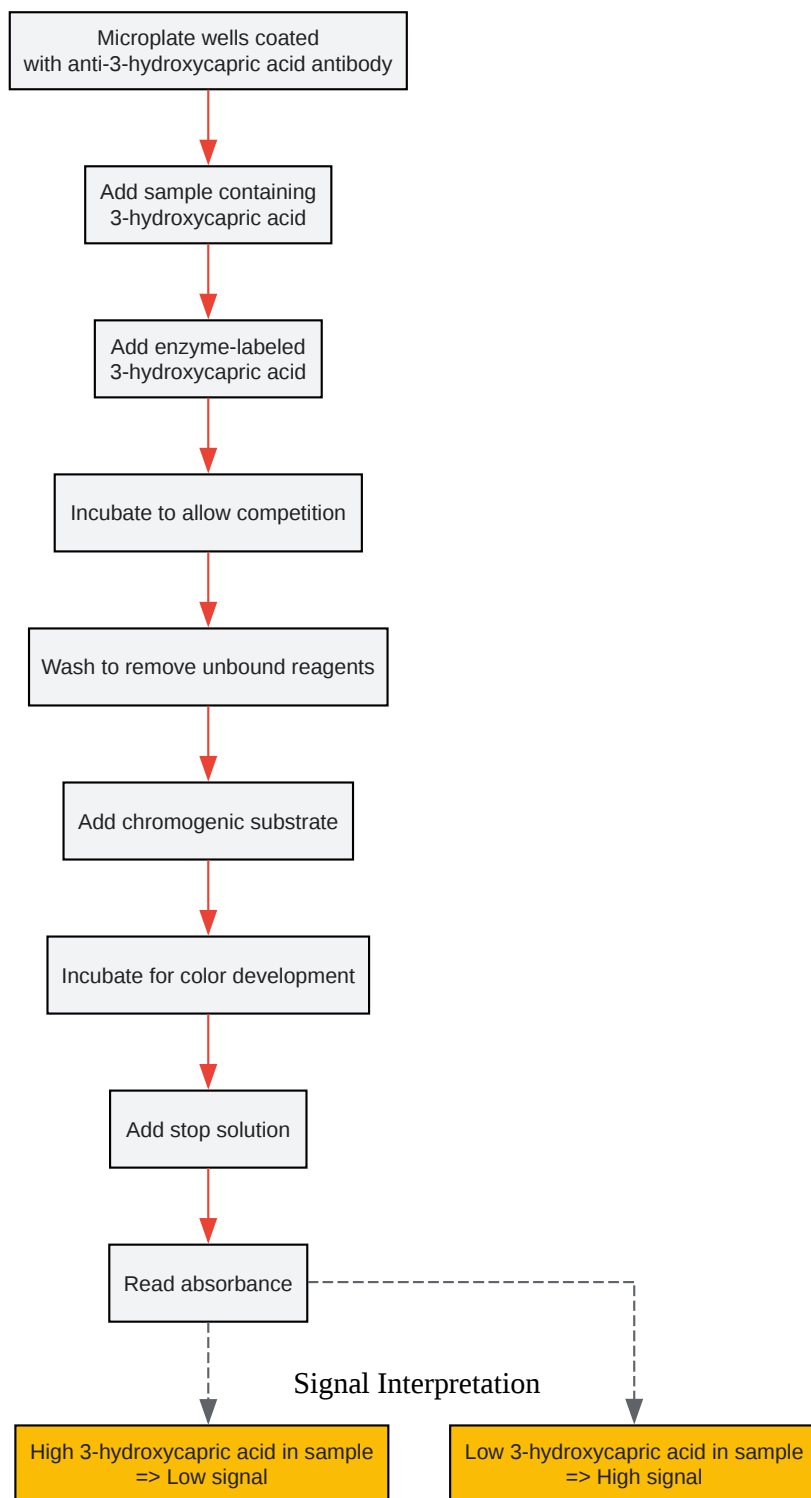 Microplate wells coated
with anti-3-hydroxycapric acid antibody
Add sample containing
3-hydroxycapric acid
Add enzyme-labeled
3-hydroxycapric acid
Incubate to allow competition
Wash to remove unbound reagents
Add chromogenic substrate
Incubate for color development
Add stop solution
Read absorbance
Signal Interpretation
High 3-hydroxycapric acid in sample
=> Low signal
Low 3-hydroxycapric acid in sample
=> High signal